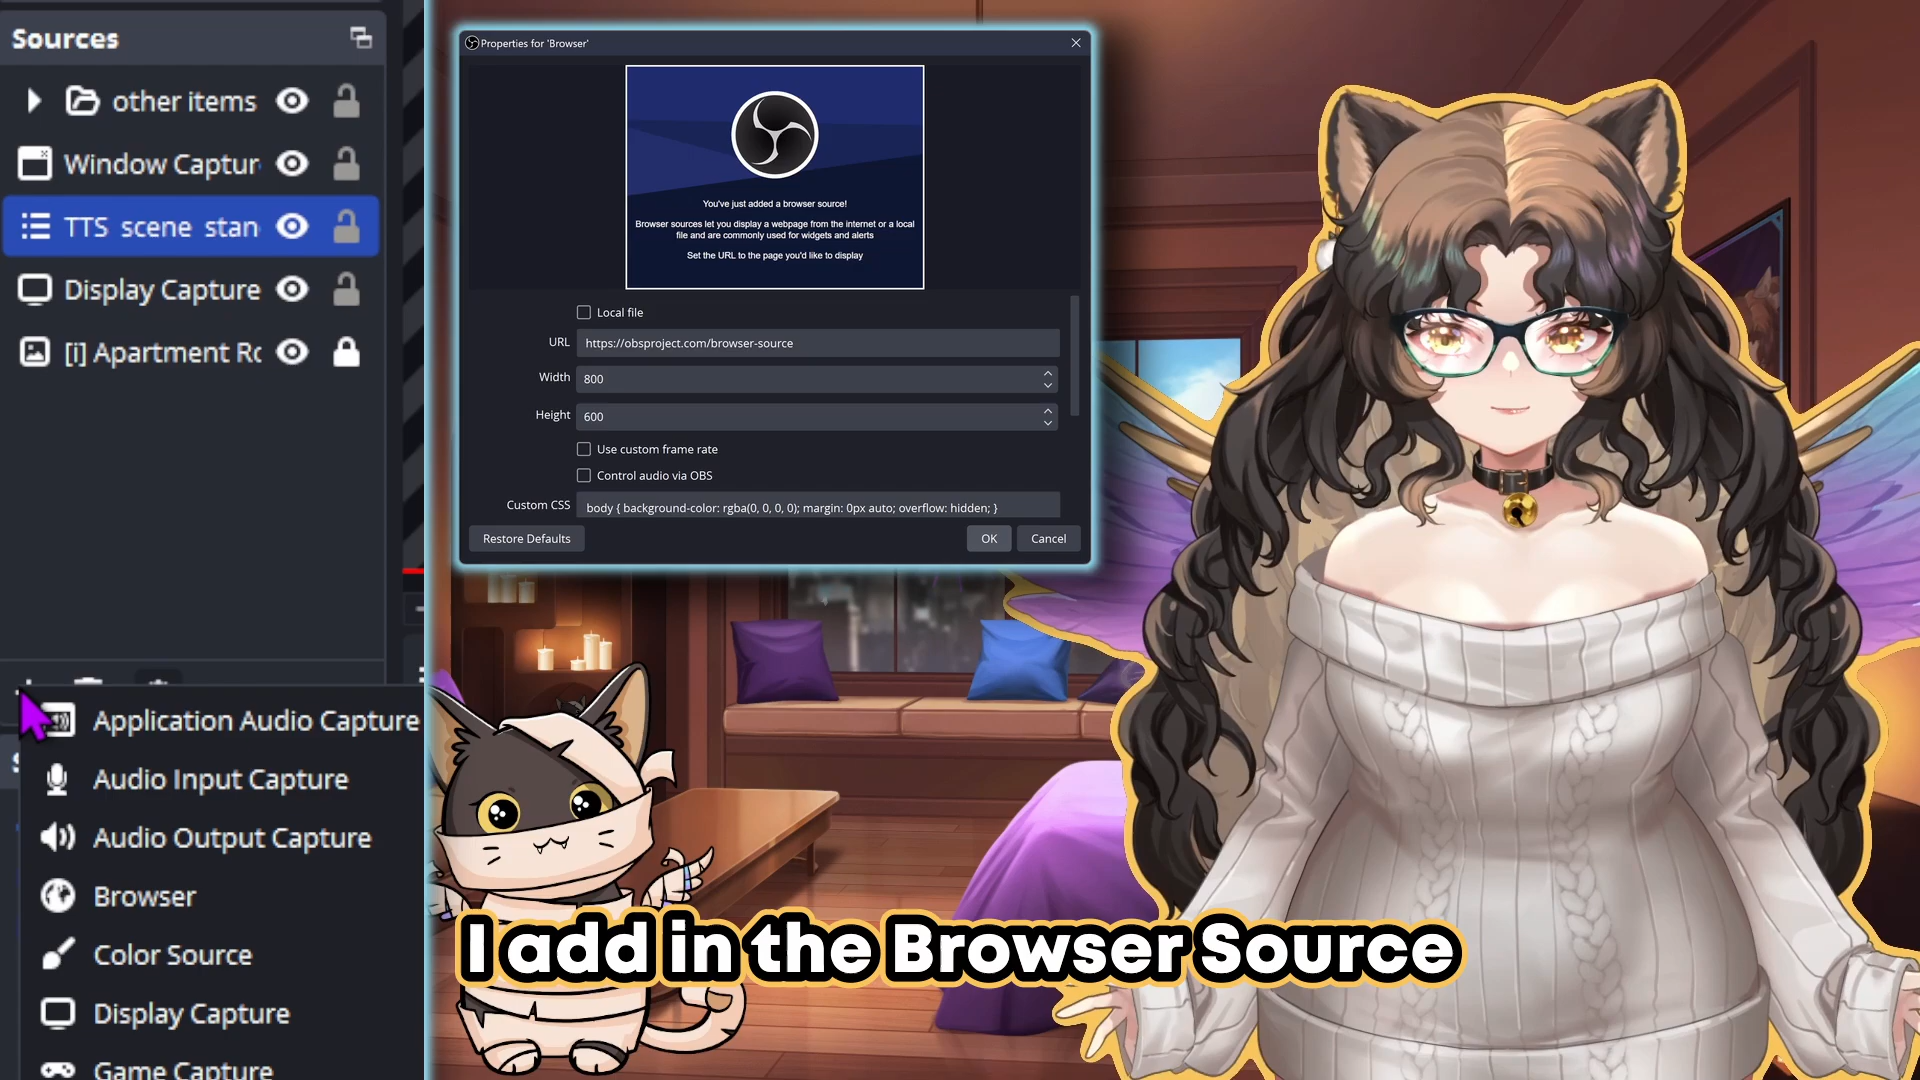 Sources
other items
Window Captur
TTS scene stan
Display Capture
[i] Apartment Ro
Application Audio Capture
Audio Input Capture
Audio Output Capture
Browser
Color Source
Display Capture
Game Capture
Properties for 'Browser'
You've just added a browser source!
Browser sources let you display a webpage from the internet or a local
file and are commonly used for widgets and alerts
Set the URL to the page you'd like to display
Local file
URL https://obsproject.com/browser-source
Width 800
Height 600
Use custom frame rate
Control audio via OBS
Custom CSS body { background-color: rgba(0, 0, 0, 0); margin: 0px auto; overflow: hidden; }
Restore Defaults OK Cancel
I add in the Browser Source